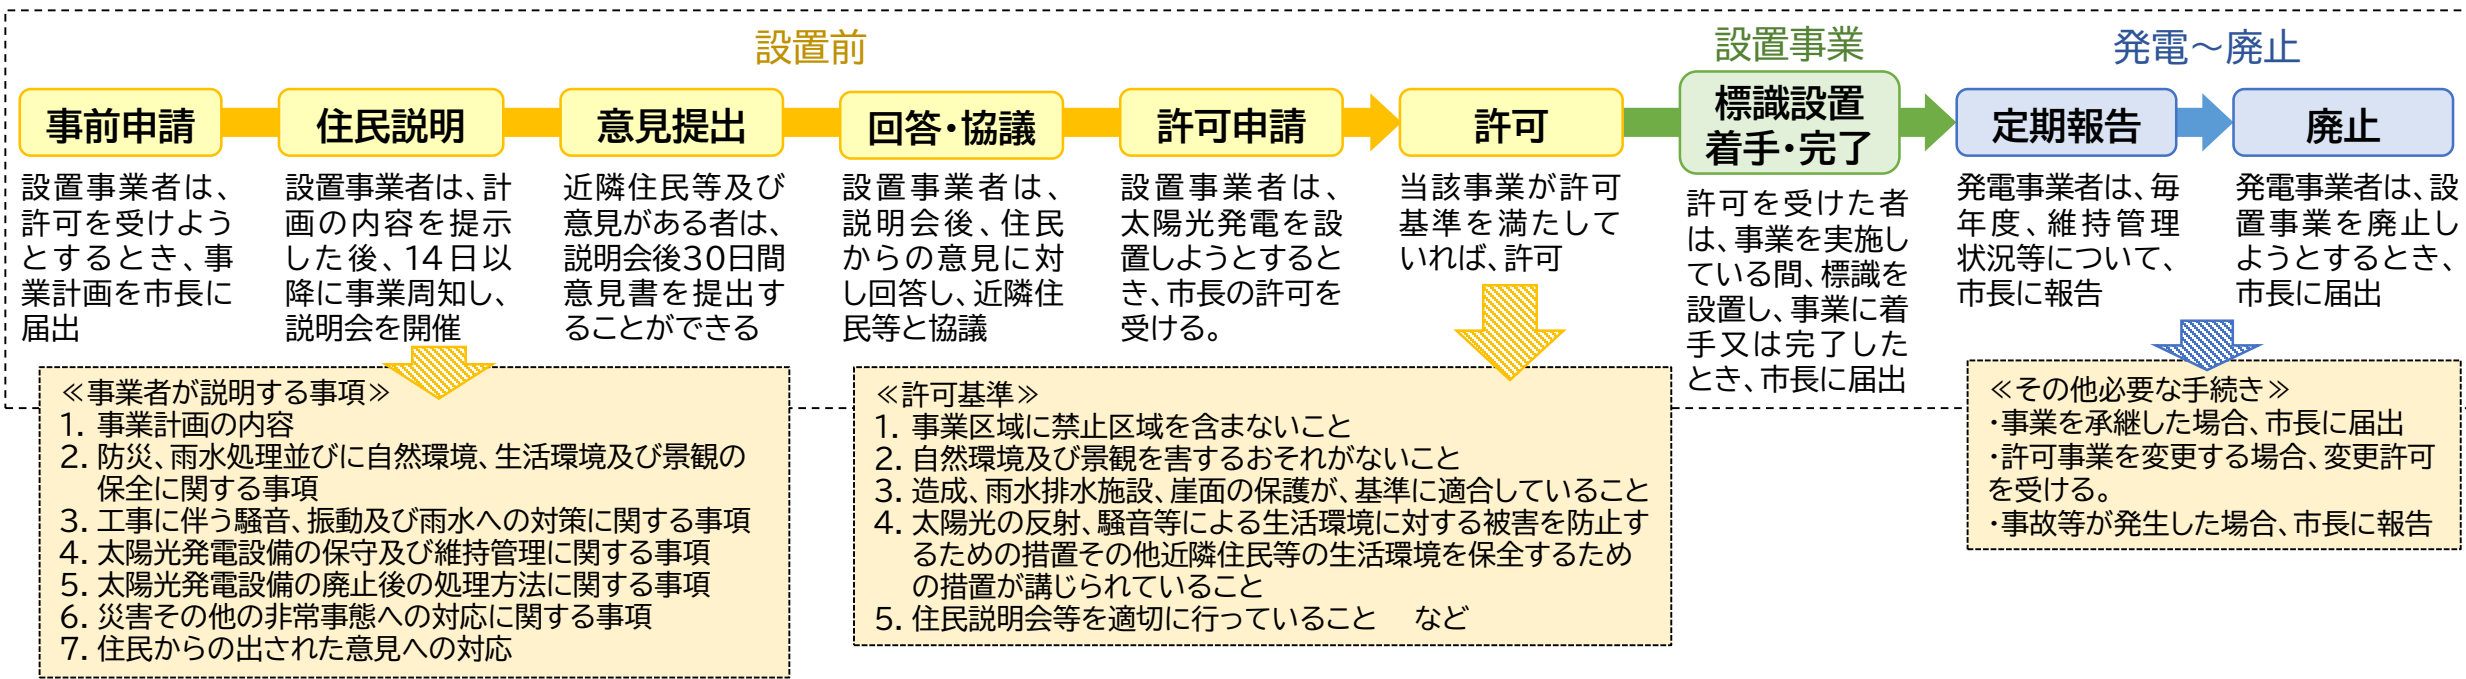 設置前
設置事業
発電～廃止
事前申請
住民説明
意見提出
回答・協議
許可申請
許可
標識設置
着手・完了
定期報告
廃止
設置事業者は、
許可を受けよう
とするとき、事
業計画を市長に
届出
設置事業者は、計
画の内容を提示
した後、14日以
降に事業周知し、
説明会を開催
近隣住民等及び
意見がある者は、
説明会後30日間
意見書を提出す
ることができる
設置事業者は、
説明会後、住民
からの意見に対
し回答し、近隣住
民等と協議
設置事業者は、
太陽光発電を設
置しようとすると
き、市長の許可を
受ける。
当該事業が許可
基準を満たして
いれば、許可
許可を受けた者
は、事業を実施し
ている間、標識を
設置し、事業に着
手又は完了した
とき、市長に届出
発電事業者は、毎
年度、維持管理
状況等について、
市長に報告
発電事業者は、設
置事業を廃止し
ようとするとき、
市長に届出
≪事業者が説明する事項≫
1. 事業計画の内容
2. 防災、雨水処理並びに自然環境、生活環境及び景観の
保全に関する事項
3. 工事に伴う騒音、振動及び雨水への対策に関する事項
4. 太陽光発電設備の保守及び維持管理に関する事項
5. 太陽光発電設備の廃止後の処理方法に関する事項
6. 災害その他の非常事態への対応に関する事項
7. 住民からの出された意見への対応
≪許可基準≫
1. 事業区域に禁止区域を含まないこと
2. 自然環境及び景観を害するおそれがないこと
3. 造成、雨水排水施設、崖面の保護が、基準に適合していること
4. 太陽光の反射、騒音等による生活環境に対する被害を防止す
るための措置その他近隣住民等の生活環境を保全するため
の措置が講じられていること
5. 住民説明会等を適切に行っていること　など
≪その他必要な手続き≫
・事業を承継した場合、市長に届出
・許可事業を変更する場合、変更許可
を受ける。
・事故等が発生した場合、市長に報告